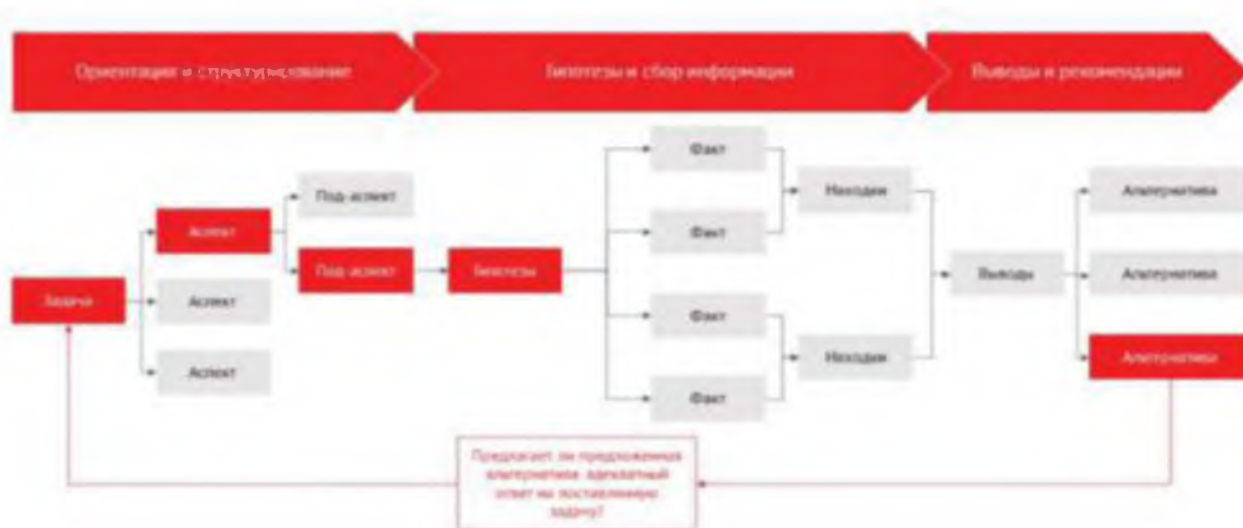 Ориентация и структурирование
Гипотезы и сбор информации
Выводы и рекомендации
Факт
Под-аспект
Находки
Альтернатива
Аспект
Факт
Под-аспект
Гипотезы
Выводы
Альтернатива
Задача
Аспект
Факт
Находки
Альтернатива
Аспект
Факт
Предлагает ли предложенная
альтернатива адекватный
ответ на поставленную
задачу?